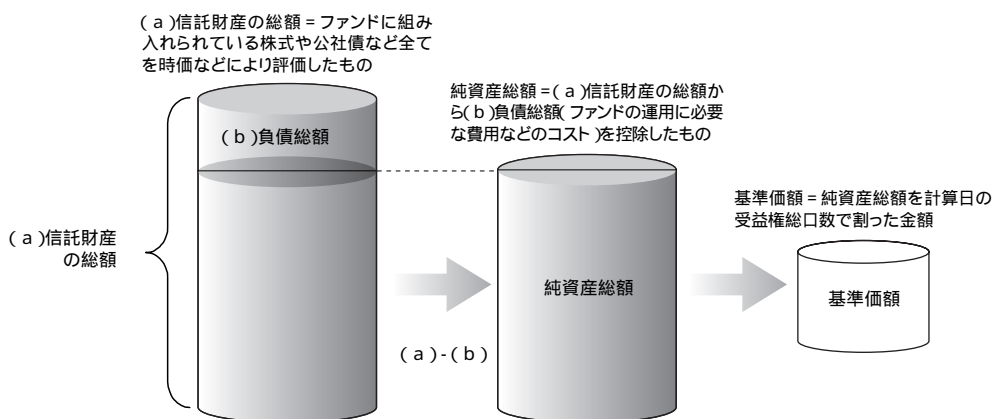 (a)信託財産の総額=ファンドに組み
入れられている株式や公社債など全て
を時価などにより評価したもの
純資産総額=(a)信託財産の総額か
ら(b)負債総額(ファンドの運用に必要
な費用などのコスト)を控除したもの
(b)負債総額
基準価額=純資産総額を計算日の
受益権総口数で割った金額
(a)信託財産
の総額
純資産総額
基準価額
(a)-(b)